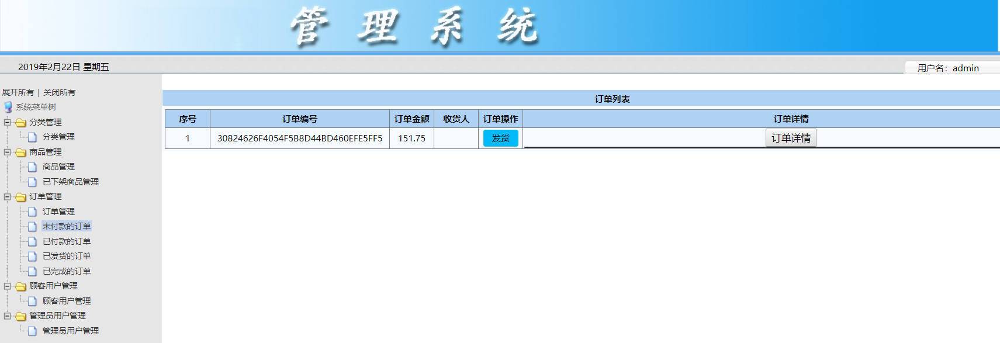 管理系统
2019年2月22日 星期五
用户名：admin
展开所有 | 关闭所有
系统菜单树
分类管理
分类管理
商品管理
商品管理
已下架商品管理
订单管理
订单管理
未付款的订单
已付款的订单
已发货的订单
已完成的订单
顾客用户管理
顾客用户管理
管理员用户管理
管理员用户管理
订单列表
序号 订单编号 订单金额 收货人 订单操作 订单详情
1 30824626F4054F5B8D44BD460EFE5FF5 151.75 发货 订单详情